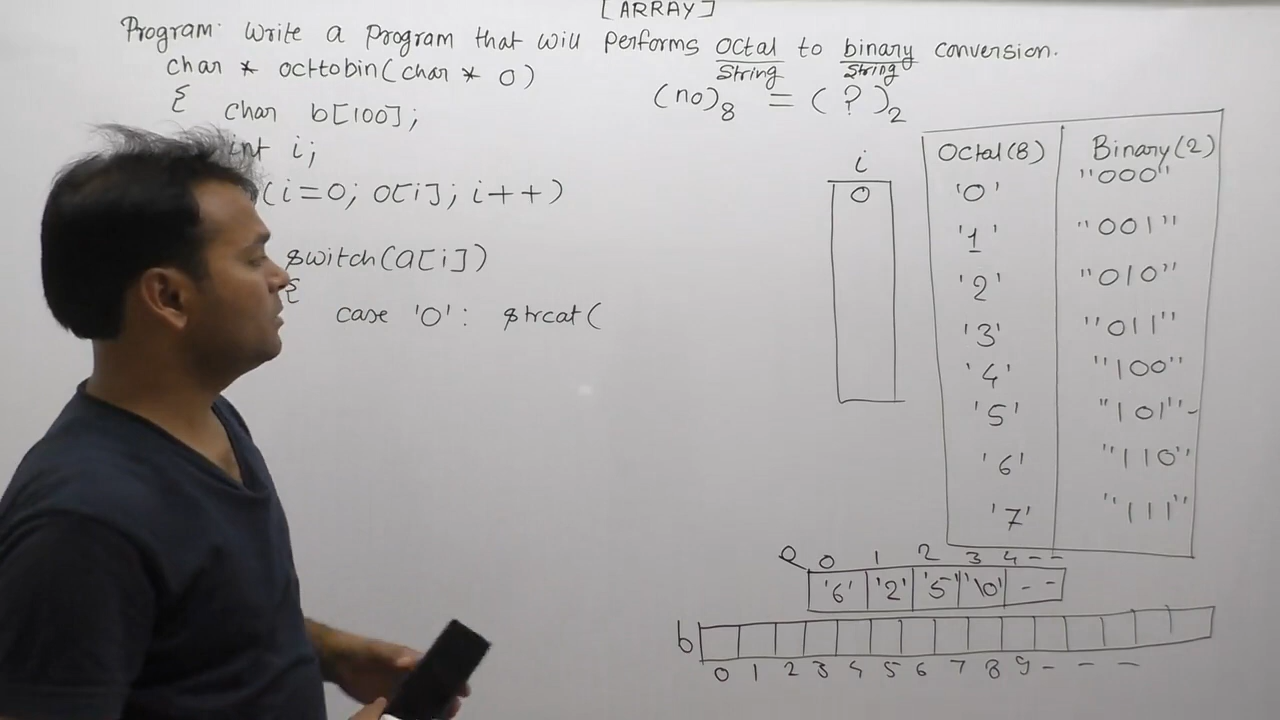 [ARRAY]
Program: Write a Program that will performs Octal to binary conversion.
String String
char * octtobin(char * o)
(no)8 = ( ? )2
{ char b[100];
int i;
(i=0; o[i]; i++)
switch(a[i])
{
case '0': strcat(
i
0
Octal(8) Binary(2)
'0' "000"
'1' "001"
'2' "010"
'3' "011"
'4' "100"
'5' "101"
'6' "110"
'7' "111"
o 0 1 2 3 4 - -
'6' '2' '5' '\0' - -
b
0 1 2 3 4 5 6 7 8 9 - - -